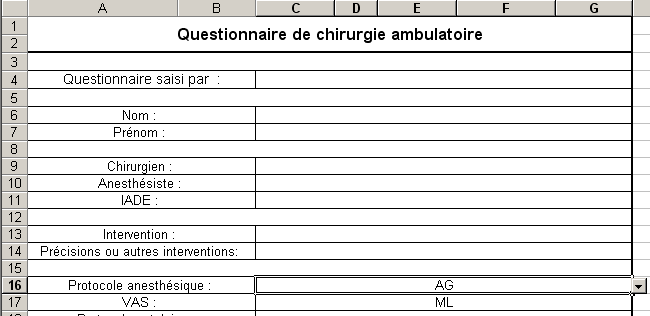 A B C D E F G
1 Questionnaire de chirurgie ambulatoire
2
3
4 Questionnaire saisi par :
5
6 Nom :
7 Prénom :
8
9 Chirurgien :
10 Anesthésiste :
11 IADE :
12
13 Intervention :
14 Précisions ou autres interventions:
15
16 Protocole anesthésique : AG
17 VAS : ML